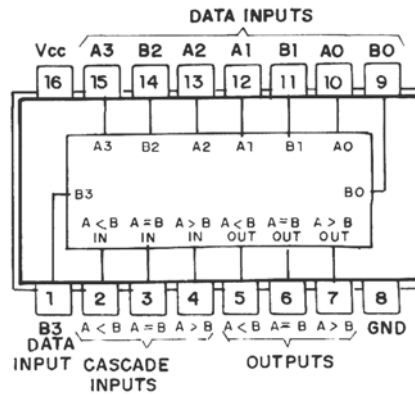 DATA INPUTS
Vcc A3 B2 A2 A1 B1 A0 B0
16 15 14 13 12 11 10 9
A3 B2 A2 A1 B1 A0
B3 B0
A<B A=B A>B A<B A=B A>B
IN IN IN OUT OUT OUT
1 2 3 4 5 6 7 8
B3 A<B A=B A>B A<B A=B A>B GND
DATA INPUT
CASCADE INPUTS
OUTPUTS